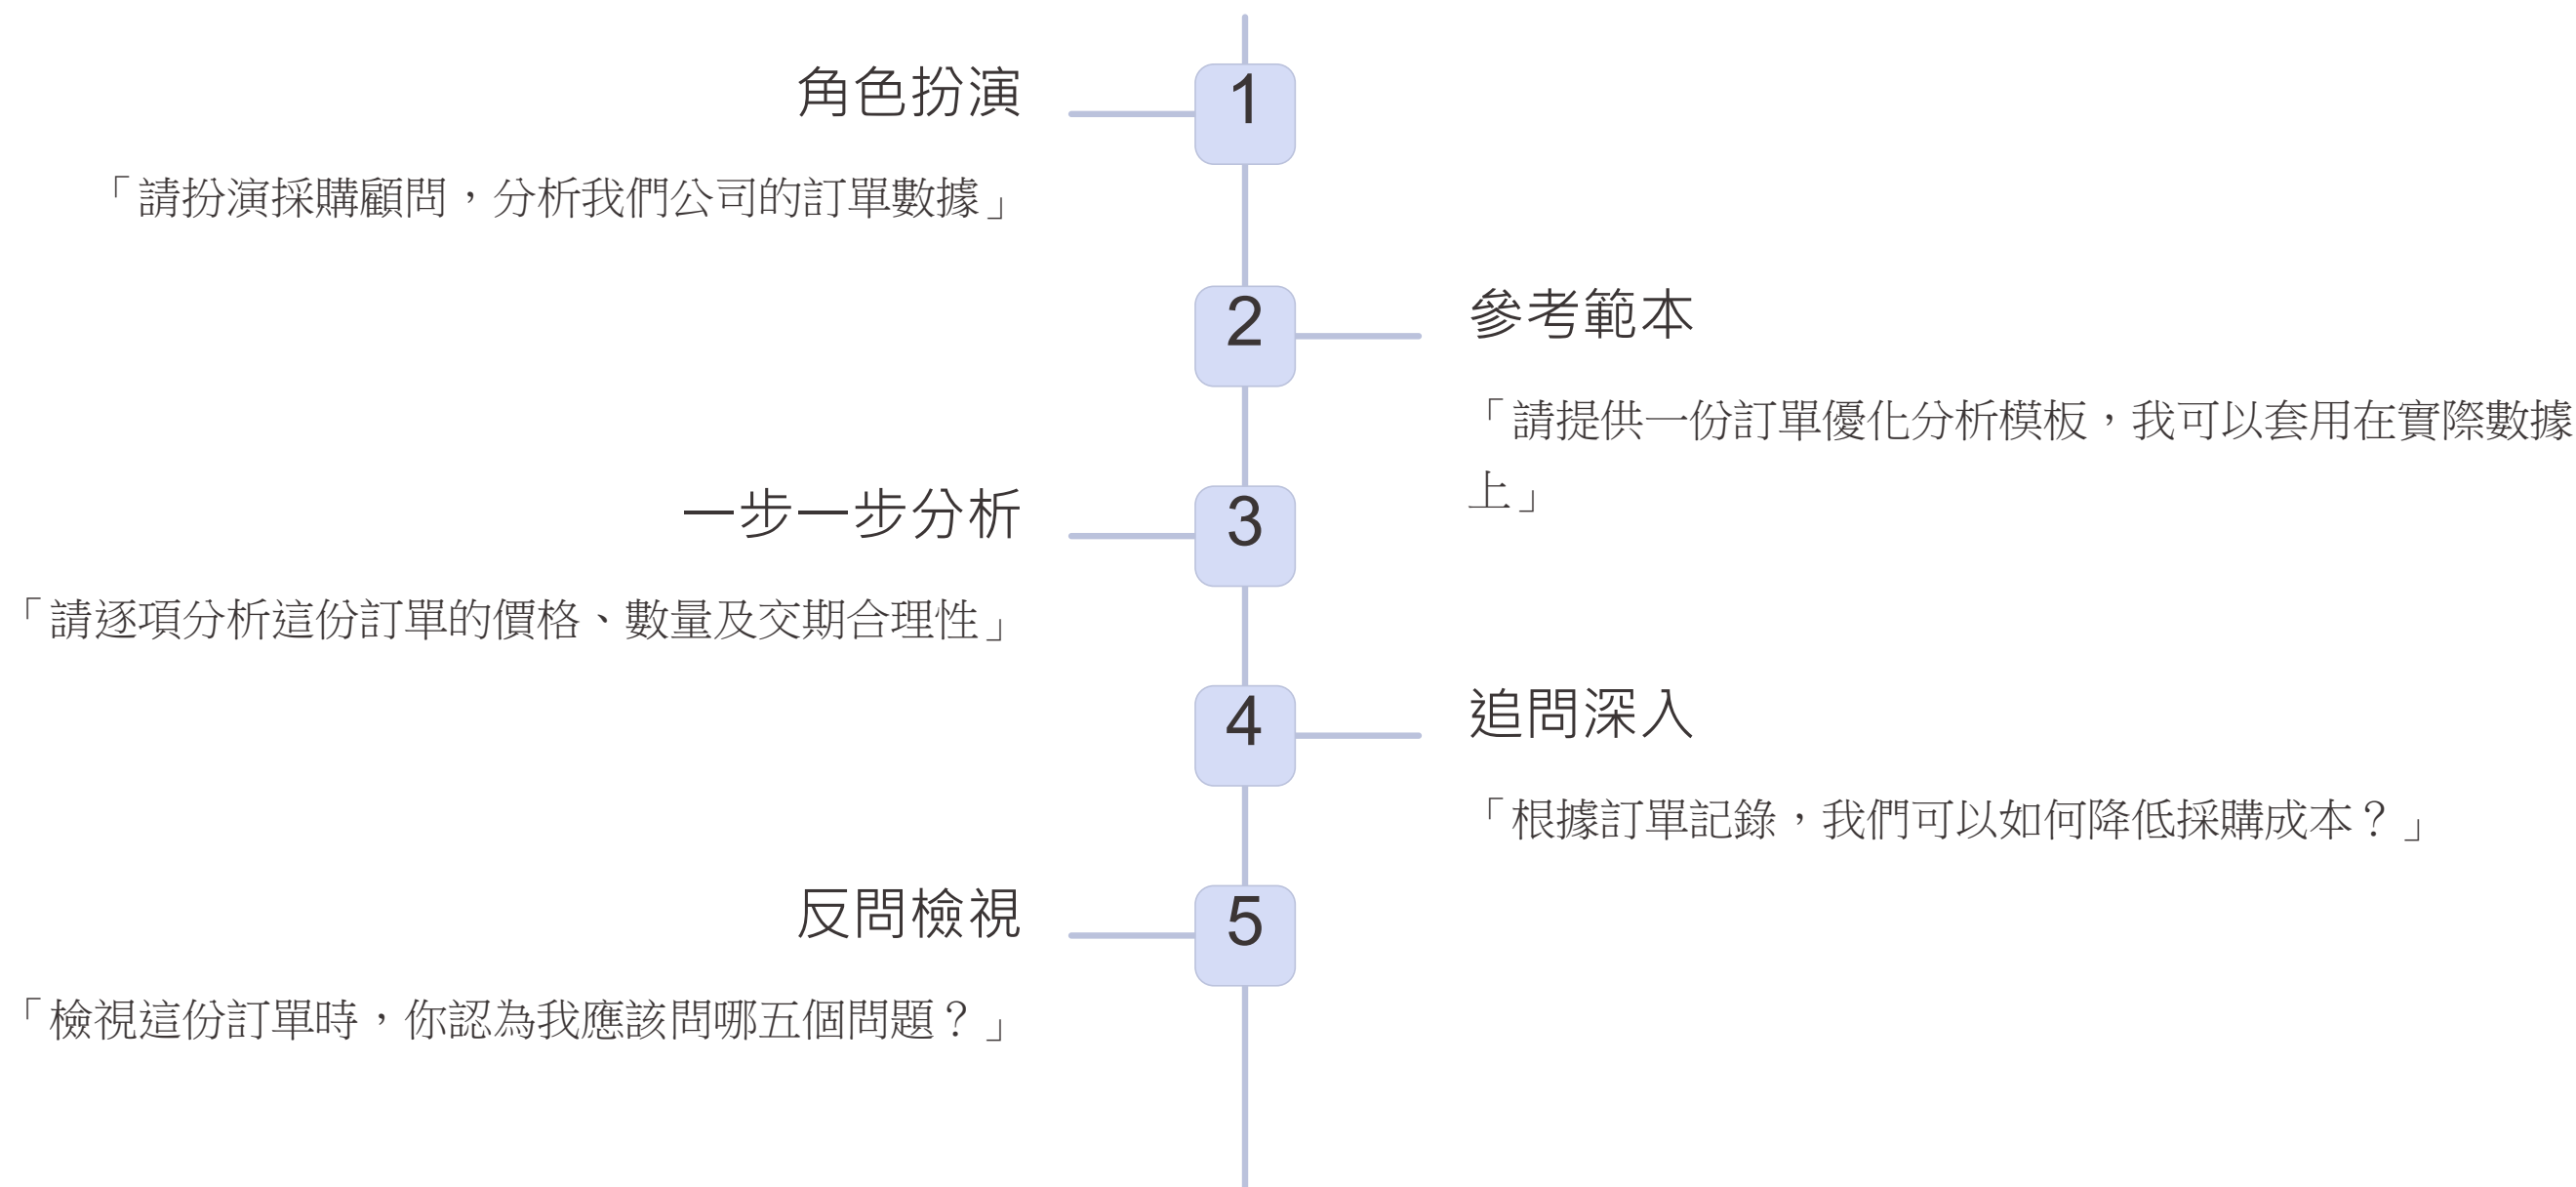 1
角色扮演
「請扮演採購顧問，分析我們公司的訂單數據」
2
參考範本
「請提供一份訂單優化分析模板，我可以套用在實際數據
上」
3
一步一步分析
「請逐項分析這份訂單的價格、數量及交期合理性」
4
追問深入
「根據訂單記錄，我們可以如何降低採購成本？」
5
反問檢視
「檢視這份訂單時，你認為我應該問哪五個問題？」